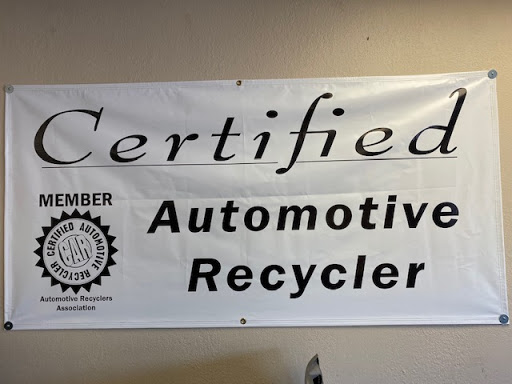 Certified
MEMBER
CERTIFIED AUTOMOTIVE RECYCLER
CAR
Automotive Recyclers
Association
Automotive
Recycler